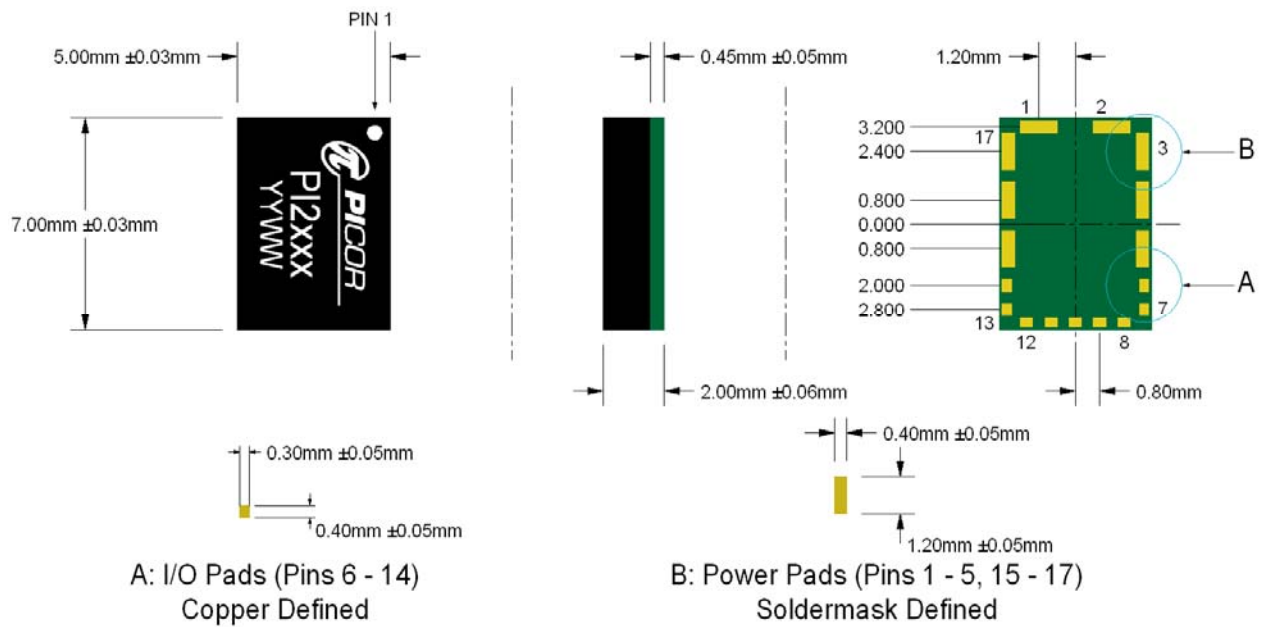 PIN 1
5.00mm ±0.03mm
0.45mm ±0.05mm
1.20mm
7.00mm ±0.03mm
PICOR
PI2xxx
YYWW
1
2
3.200
17
2.400
3
B
0.800
0.000
0.800
2.000
A
2.800
7
13
12
8
2.00mm ±0.06mm
0.80mm
0.30mm ±0.05mm
0.40mm ±0.05mm
0.40mm ±0.05mm
1.20mm ±0.05mm
A: I/O Pads (Pins 6 - 14)
Copper Defined
B: Power Pads (Pins 1 - 5, 15 - 17)
Soldermask Defined